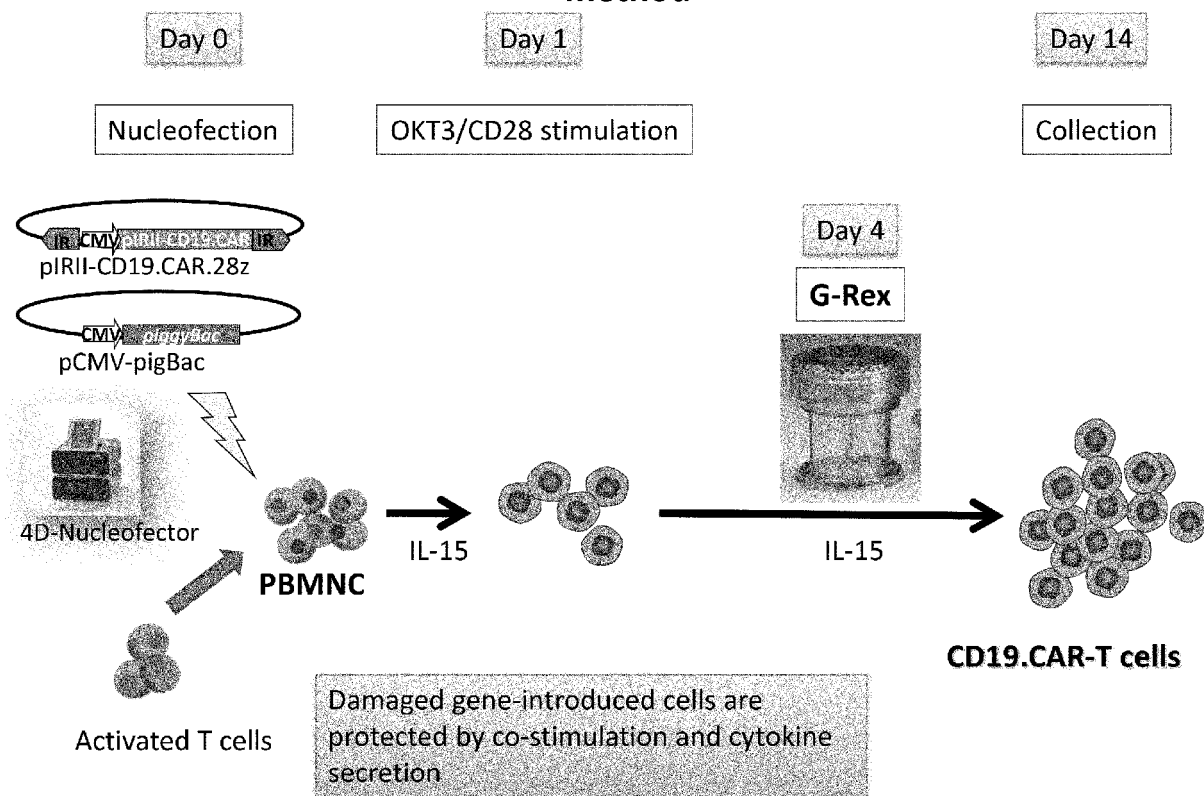 Method
Day 0
Day 1
Day 14
Nucleofection
OKT3/CD28 stimulation
Collection
IR CMV pIRII-CD19.CAR IR
pIRII-CD19.CAR.28z
CMV piggyBac
pCMV-pigBac
Day 4
G-Rex
4D-Nucleofector
PBMNC
IL-15
IL-15
Activated T cells
CD19.CAR-T cells
Damaged gene-introduced cells are
protected by co-stimulation and cytokine
secretion